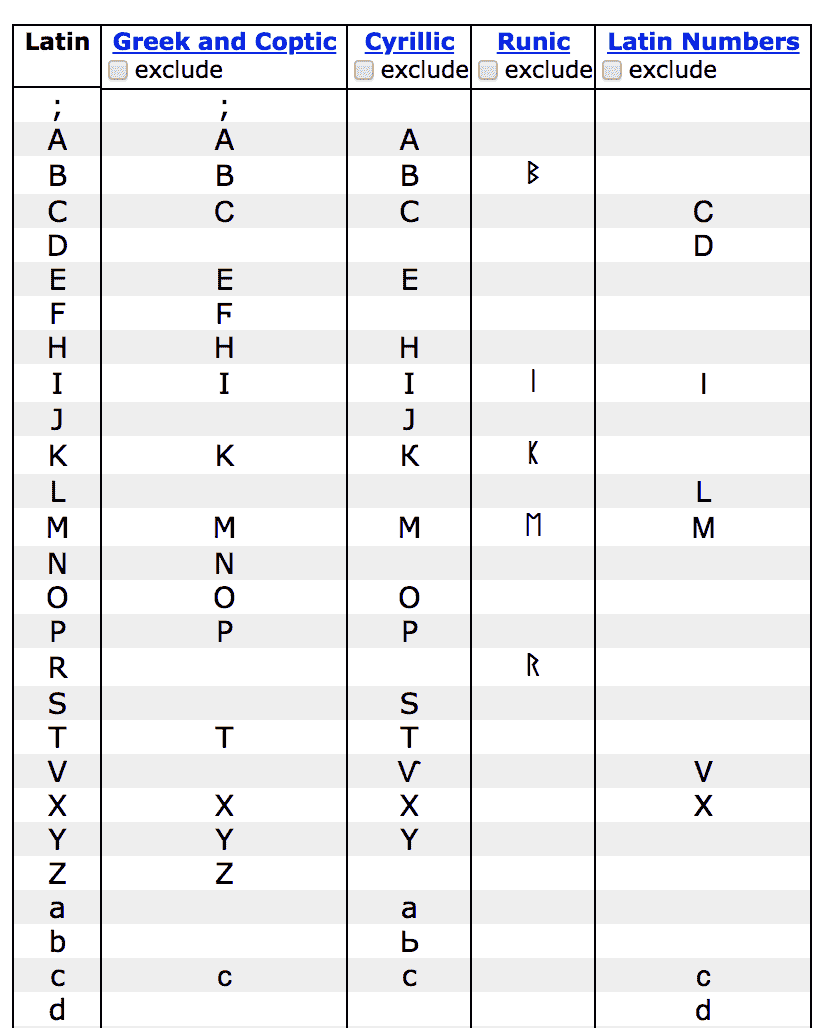 Latin Greek and Coptic Cyrillic Runic Latin Numbers
exclude exclude exclude exclude
; ;
A Α А
B Β В ᛒ
C Ϲ С Ⅽ
D Ⅾ
E Ε Е
F Ϝ
H Η Н
I Ι І ᛁ Ⅰ
J Ј
K Κ К ᛕ
L Ⅼ
M Μ М ᛖ Ⅿ
N Ν
O Ο О
P Ρ Р
R ᚱ
S Ѕ
T Τ Т
V Ѵ Ⅴ
X Χ Х Ⅹ
Y Υ Ү
Z Ζ
a а
b Ь
c ϲ с ⅽ
d ⅾ